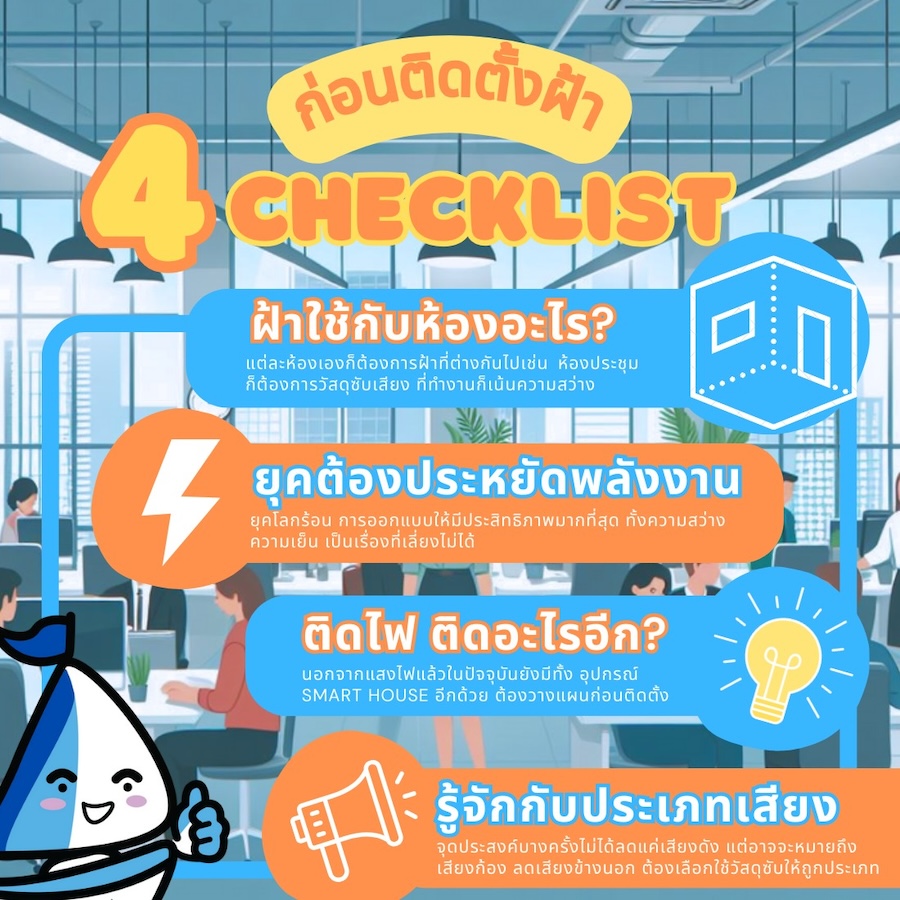 ก่อนติดตั้งฝ้า
4 CHECKLIST
ฝ้าใช้กับห้องอะไร?
แต่ละห้องเองก็ต้องการฝ้าที่ต่างกันไปเช่น ห้องประชุม
ก็ต้องการวัสดุซับเสียง ที่ทำงานก็เน้นความสว่าง
ยุคต้องประหยัดพลังงาน
ยุคโลกร้อน การออกแบบให้มีประสิทธิภาพมากที่สุด ทั้งความสว่าง
ความเย็น เป็นเรื่องที่เลี่ยงไม่ได้
ติดไฟ ติดอะไรอีก?
นอกจากแสงไฟแล้วในปัจจุบันยังมีทั้ง อุปกรณ์
SMART HOUSE อีกด้วย ต้องวางแผนก่อนติดตั้ง
รู้จักกับประเภทเสียง
จุดประสงค์บางครั้งไม่ได้ลดแค่เสียงดัง แต่อาจจะหมายถึง
เสียงก้อง ลดเสียงข้างนอก ต้องเลือกใช้วัสดุซับให้ถูกประเภท